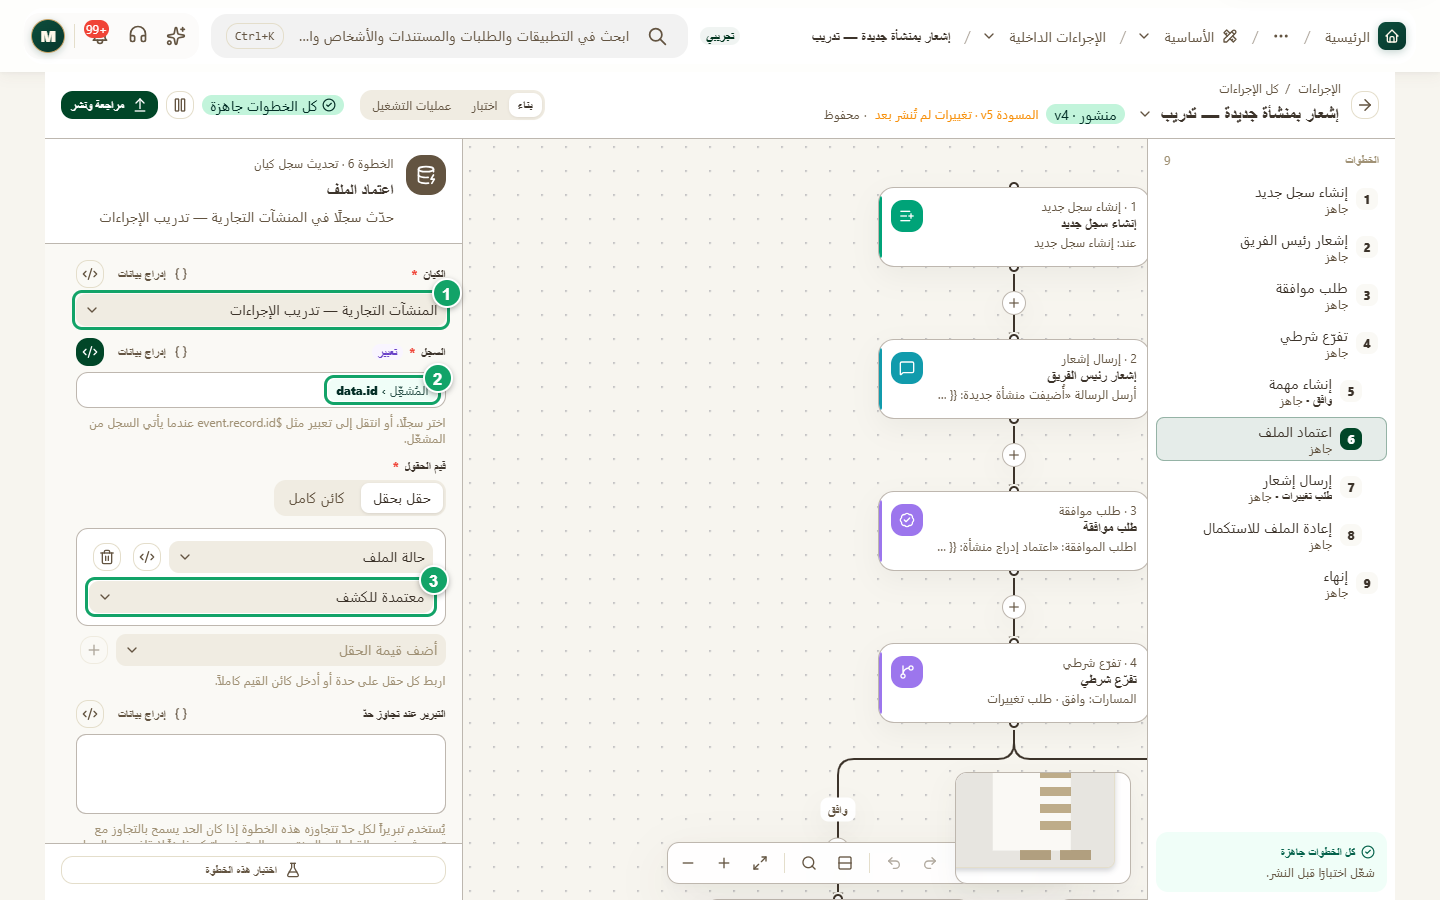 الرئيسية / ... / الأساسية / الإجراءات الداخلية / إشعار بمنشأة جديدة — تدريب
تجريبي
ابحث في التطبيقات والطلبات والمستندات والأشخاص وا...
Ctrl+K
99+
M
الإجراءات / كل الإجراءات
إشعار بمنشأة جديدة — تدريب
منشور · v4
المسودة v5 · تغييرات لم تُنشر بعد
· محفوظ
بناء
اختبار
عمليات التشغيل
كل الخطوات جاهزة
مراجعة ونشر
الخطوات
9
1
إنشاء سجل جديد
جاهز
2
إشعار رئيس الفريق
جاهز
3
طلب موافقة
جاهز
4
تفرّع شرطي
جاهز
5
إنشاء مهمة
وافق • جاهز
6
اعتماد الملف
جاهز
7
إرسال إشعار
طلب تغييرات • جاهز
8
إعادة الملف للاستكمال
جاهز
9
إنهاء
جاهز
كل الخطوات جاهزة
شغّل اختبارًا قبل النشر.
1 · إنشاء سجل جديد
إنشاء سجل جديد
عند: إنشاء سجل جديد
2 · إرسال إشعار
إشعار رئيس الفريق
أرسل الرسالة «أُضيفت منشأة جديدة: {{ ...
3 · طلب موافقة
طلب موافقة
اطلب الموافقة: «اعتماد إدراج منشأة: {{ ...
4 · تفرّع شرطي
تفرّع شرطي
المسارات: وافق · طلب تغييرات
وافق
الخطوة 6 · تحديث سجل كيان
اعتماد الملف
حدّث سجلًا في المنشآت التجارية — تدريب الإجراءات
الكيان *
{ } إدراج بيانات
1
المنشآت التجارية — تدريب الإجراءات
السجل *
تعبير
{ } إدراج بيانات
2
المُشغِّل › data.id
اختر سجلًا، أو انتقل إلى تعبير مثل $event.record.id عندما يأتي السجل من
المشغّل.
قيم الحقول *
حقل بحقل
كائن كامل
حالة الملف
3
معتمدة للكشف
أضف قيمة الحقل
اربط كل حقل على حدة أو أدخل كائن القيم كاملاً.
التبرير عند تجاوز حدّ
{ } إدراج بيانات
يُستخدم تبريراً لكل حدّ تتجاوزه هذه الخطوة إذا كان الحد يسمح بالتجاوز مع
اختبار هذه الخطوة